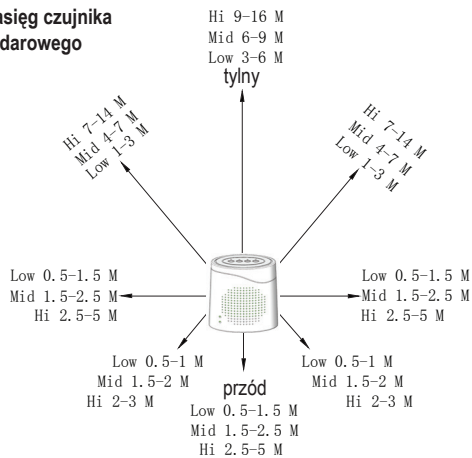 asięg czujnika
darowego
Hi 9-16 M
Mid 6-9 M
Low 3-6 M
tylny
Hi 7-14 M
Mid 4-7 M
Low 1-3 M
Hi 7-14 M
Mid 4-7 M
Low 1-3 M
Low 0.5-1.5 M
Mid 1.5-2.5 M
Hi 2.5-5 M
Low 0.5-1.5 M
Mid 1.5-2.5 M
Hi 2.5-5 M
Low 0.5-1 M
Mid 1.5-2 M
Hi 2-3 M
Low 0.5-1 M
Mid 1.5-2 M
Hi 2-3 M
przód
Low 0.5-1.5 M
Mid 1.5-2.5 M
Hi 2.5-5 M